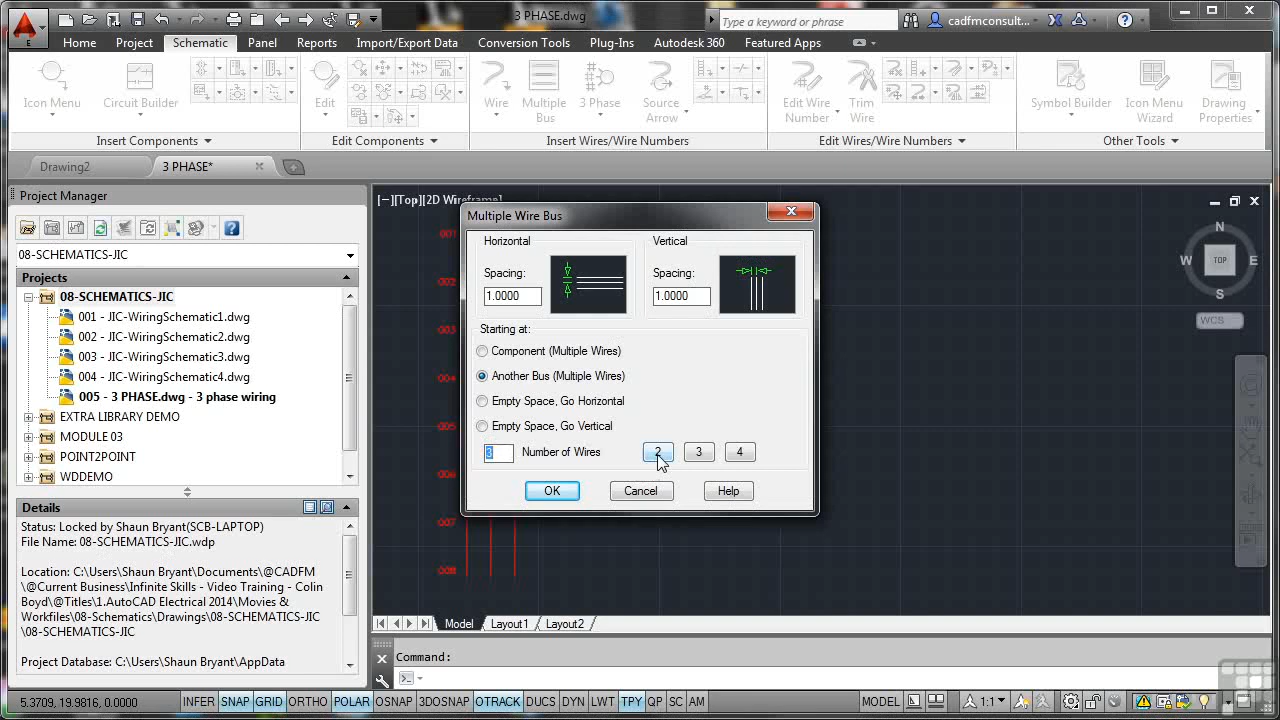 3 PHASE.dwg
Type a keyword or phrase
cadfmconsult...
E
Home Project Schematic Panel Reports Import/Export Data Conversion Tools Plug-Ins Autodesk 360 Featured Apps
Icon Menu
Circuit Builder
Edit
Wire
Multiple Bus
3 Phase
Source Arrow
Edit Wire Number
Trim Wire
Symbol Builder
Icon Menu Wizard
Drawing Properties
Insert Components
Edit Components
Insert Wires/Wire Numbers
Edit Wires/Wire Numbers
Other Tools
Drawing2
3 PHASE*
Project Manager
08-SCHEMATICS-JIC
Projects
08-SCHEMATICS-JIC
001 - JIC-WiringSchematic1.dwg
002 - JIC-WiringSchematic2.dwg
003 - JIC-WiringSchematic3.dwg
004 - JIC-WiringSchematic4.dwg
005 - 3 PHASE.dwg - 3 phase wiring
EXTRA LIBRARY DEMO
MODULE 03
POINT2POINT
WDDEMO
Details
Status: Locked by Shaun Bryant(SCB-LAPTOP)
File Name: 08-SCHEMATICS-JIC.wdp
Location: C:\Users\Shaun Bryant\Documents\@CADFM
\@Current Business\Infinite Skills - Video Training - Colin
Boyd\@Titles\1.AutoCAD Electrical 2014\Movies &
Workfiles\08-Schematics\Drawings\08-SCHEMATICS-JIC
\08-SCHEMATICS-JIC
Project Database: C:\Users\Shaun Bryant\AppData
[−][Top][2D Wireframe]
001
002
003
004
005
006
007
008
Multiple Wire Bus
Horizontal
Spacing:
1.0000
Vertical
Spacing:
1.0000
Starting at:
Component (Multiple Wires)
Another Bus (Multiple Wires)
Empty Space, Go Horizontal
Empty Space, Go Vertical
3 Number of Wires 2 3 4
OK Cancel Help
N
W TOP E
S
WCS
Model Layout1 Layout2
Command:
5.3709, 19.9816, 0.0000
INFER SNAP GRID ORTHO POLAR OSNAP 3DOSNAP OTRACK DUCS DYN LWT TPY QP SC AM
MODEL
1:1